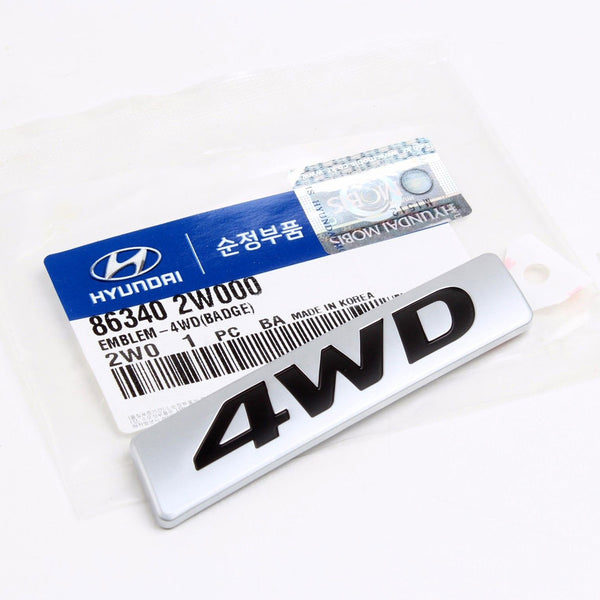 HYUNDAI
순정부품
86340 2W000
EMBLEM-4WD(BADGE)
2W0 1 PC BA MADE IN KOREA
HYUNDAI MOBIS
4WD